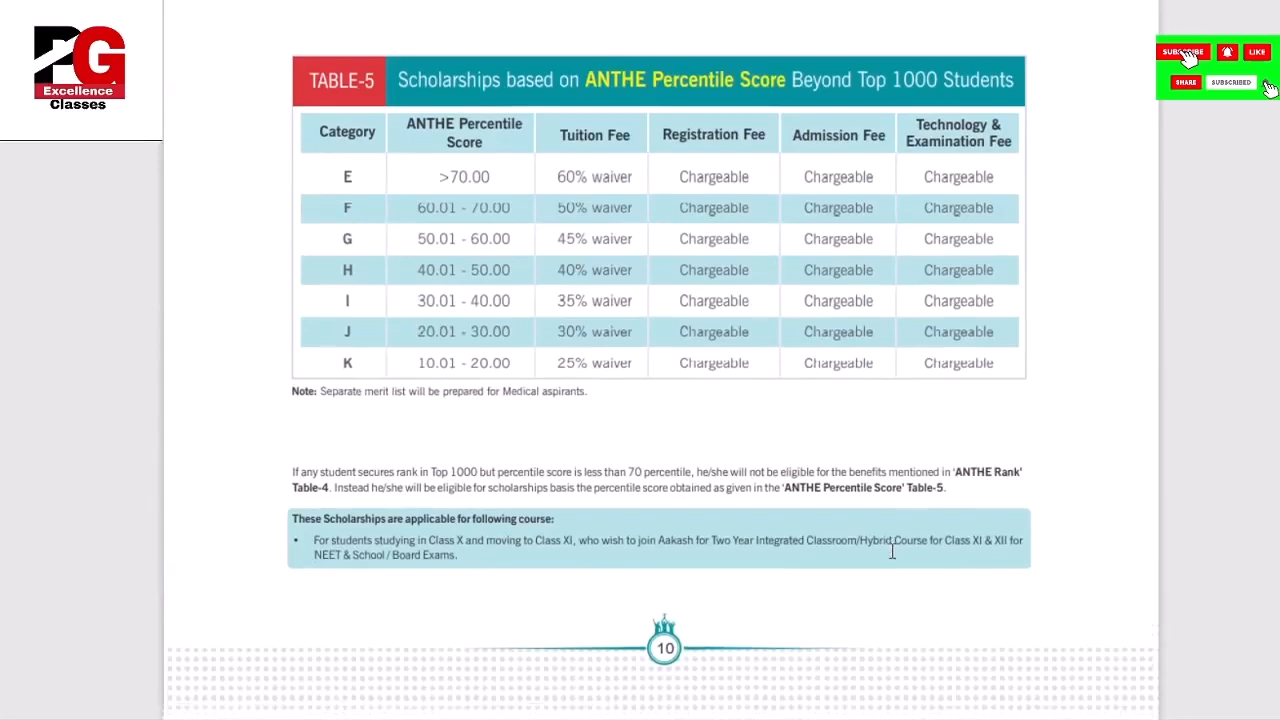 PG
Excellence
Classes
SUBSCRIBE
LIKE
SHARE
SUBSCRIBED
TABLE-5 Scholarships based on ANTHE Percentile Score Beyond Top 1000 Students
Category ANTHE Percentile Score Tuition Fee Registration Fee Admission Fee Technology & Examination Fee
E >70.00 60% waiver Chargeable Chargeable Chargeable
F 60.01 - 70.00 50% waiver Chargeable Chargeable Chargeable
G 50.01 - 60.00 45% waiver Chargeable Chargeable Chargeable
H 40.01 - 50.00 40% waiver Chargeable Chargeable Chargeable
I 30.01 - 40.00 35% waiver Chargeable Chargeable Chargeable
J 20.01 - 30.00 30% waiver Chargeable Chargeable Chargeable
K 10.01 - 20.00 25% waiver Chargeable Chargeable Chargeable
Note: Separate merit list will be prepared for Medical aspirants.
If any student secures rank in Top 1000 but percentile score is less than 70 percentile, he/she will not be eligible for the benefits mentioned in 'ANTHE Rank'
Table-4. Instead he/she will be eligible for scholarships basis the percentile score obtained as given in the 'ANTHE Percentile Score' Table-5.
These Scholarships are applicable for following course:
• For students studying in Class X and moving to Class XI, who wish to join Aakash for Two Year Integrated Classroom/Hybrid Course for Class XI & XII for
NEET & School / Board Exams.
10